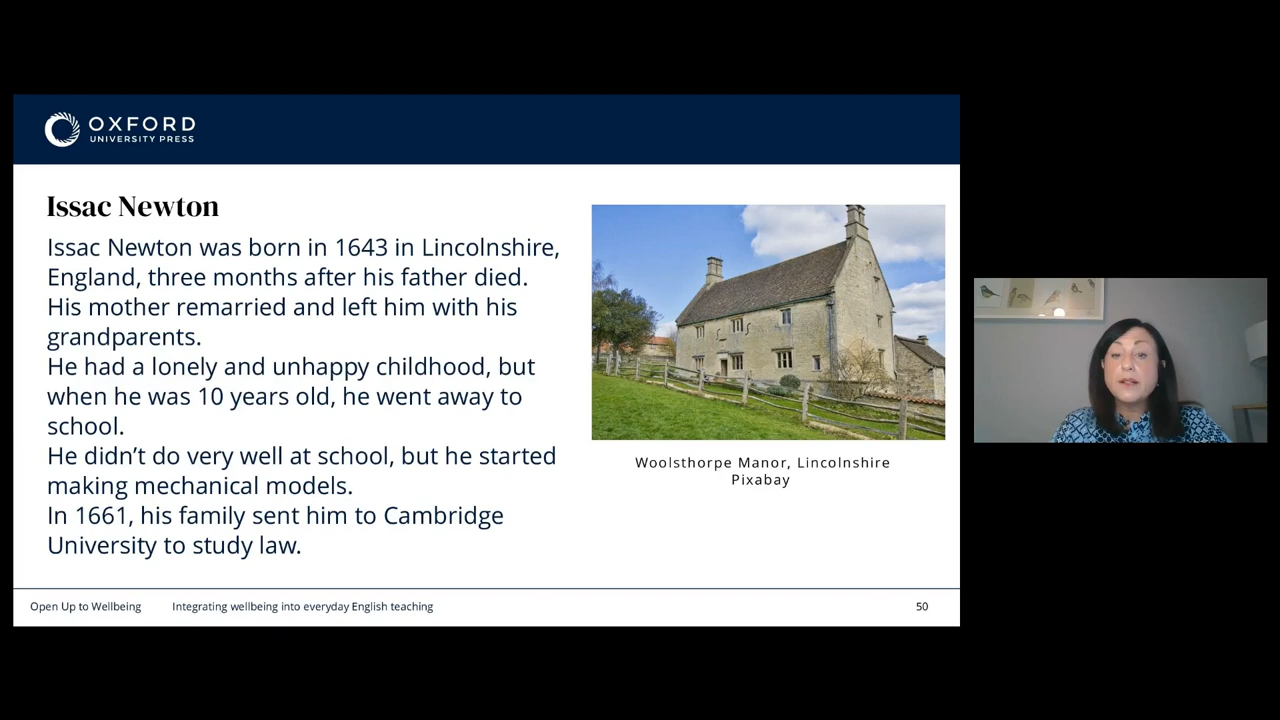 OXFORD
UNIVERSITY PRESS
Issac Newton
Issac Newton was born in 1643 in Lincolnshire,
England, three months after his father died.
His mother remarried and left him with his
grandparents.
He had a lonely and unhappy childhood, but
when he was 10 years old, he went away to
school.
He didn’t do very well at school, but he started
making mechanical models.
In 1661, his family sent him to Cambridge
University to study law.
Woolsthorpe Manor, Lincolnshire
Pixabay
Open Up to Wellbeing
Integrating wellbeing into everyday English teaching
50